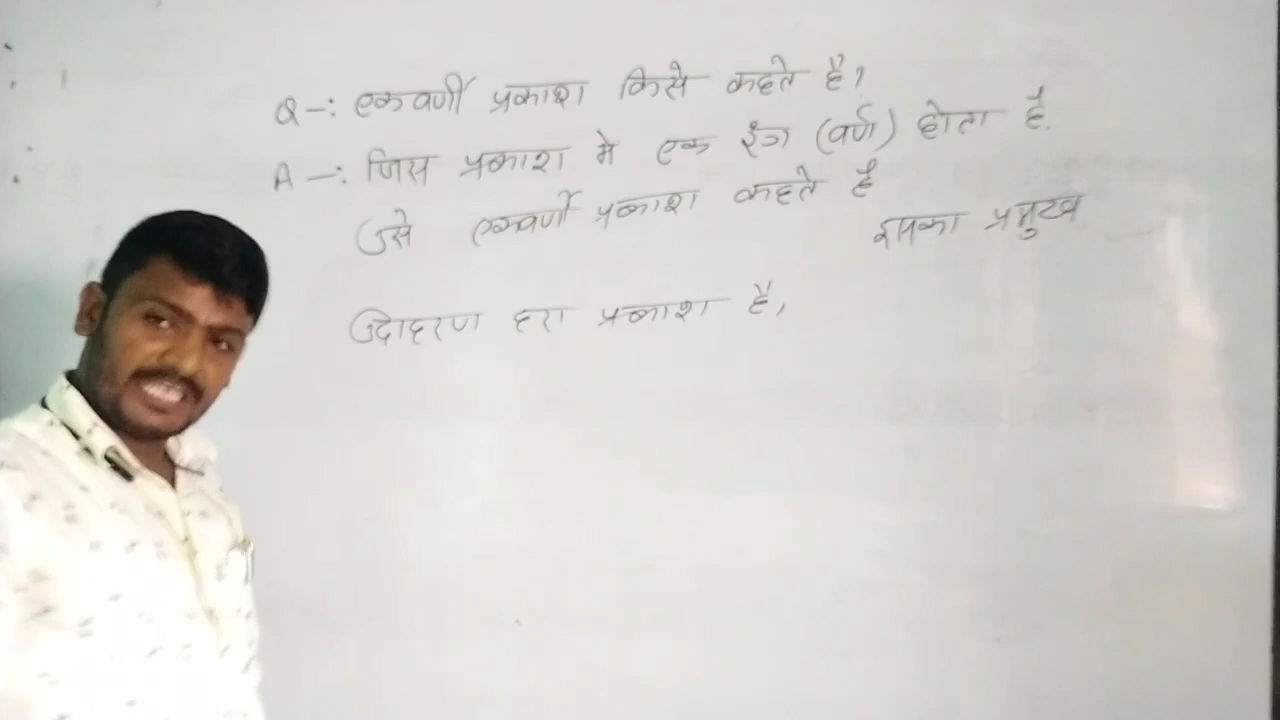 Q -: एकवर्णी प्रकाश किसे कहते है?
A -: जिस प्रकाश मे एक रंग (वर्ण) होता है.
उसे एकवर्णी प्रकाश कहते है
इसका प्रमुख
उदाहरण हरा प्रकाश है,